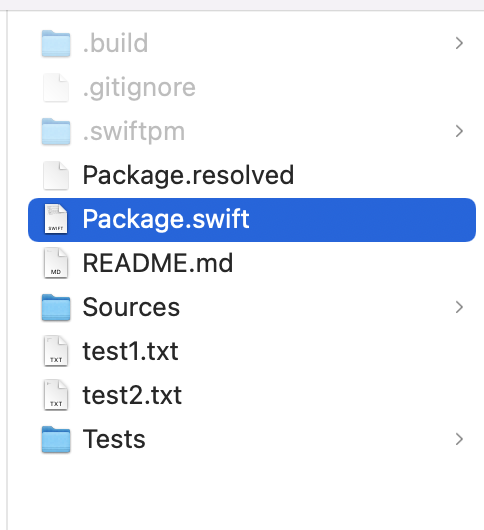 .build
.gitignore
.swiftpm
Package.resolved
SWIFT Package.swift
MD README.md
Sources
TXT test1.txt
TXT test2.txt
Tests